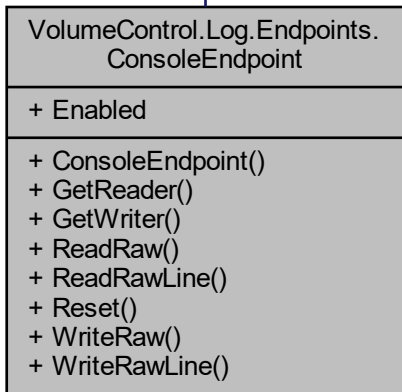 VolumeControl.Log.Endpoints.
ConsoleEndpoint
+ Enabled
+ ConsoleEndpoint()
+ GetReader()
+ GetWriter()
+ ReadRaw()
+ ReadRawLine()
+ Reset()
+ WriteRaw()
+ WriteRawLine()